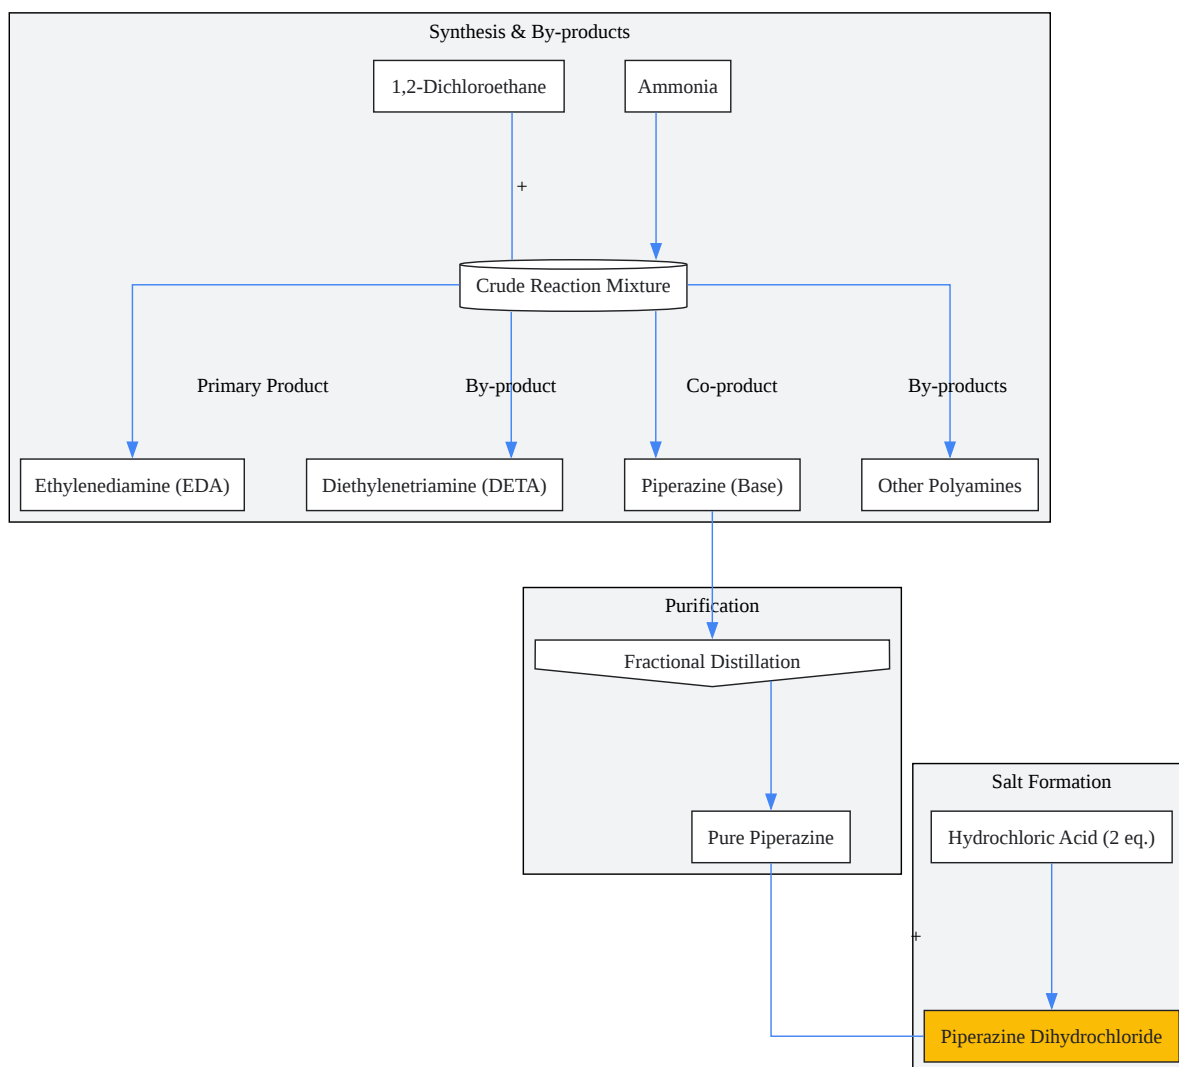 Synthesis & By-products
1,2-Dichloroethane
Ammonia
+
Crude Reaction Mixture
Primary Product
By-product
Co-product
By-products
Ethylenediamine (EDA)
Diethylenetriamine (DETA)
Piperazine (Base)
Other Polyamines
Purification
Fractional Distillation
Pure Piperazine
Salt Formation
Hydrochloric Acid (2 eq.)
+
Piperazine Dihydrochloride